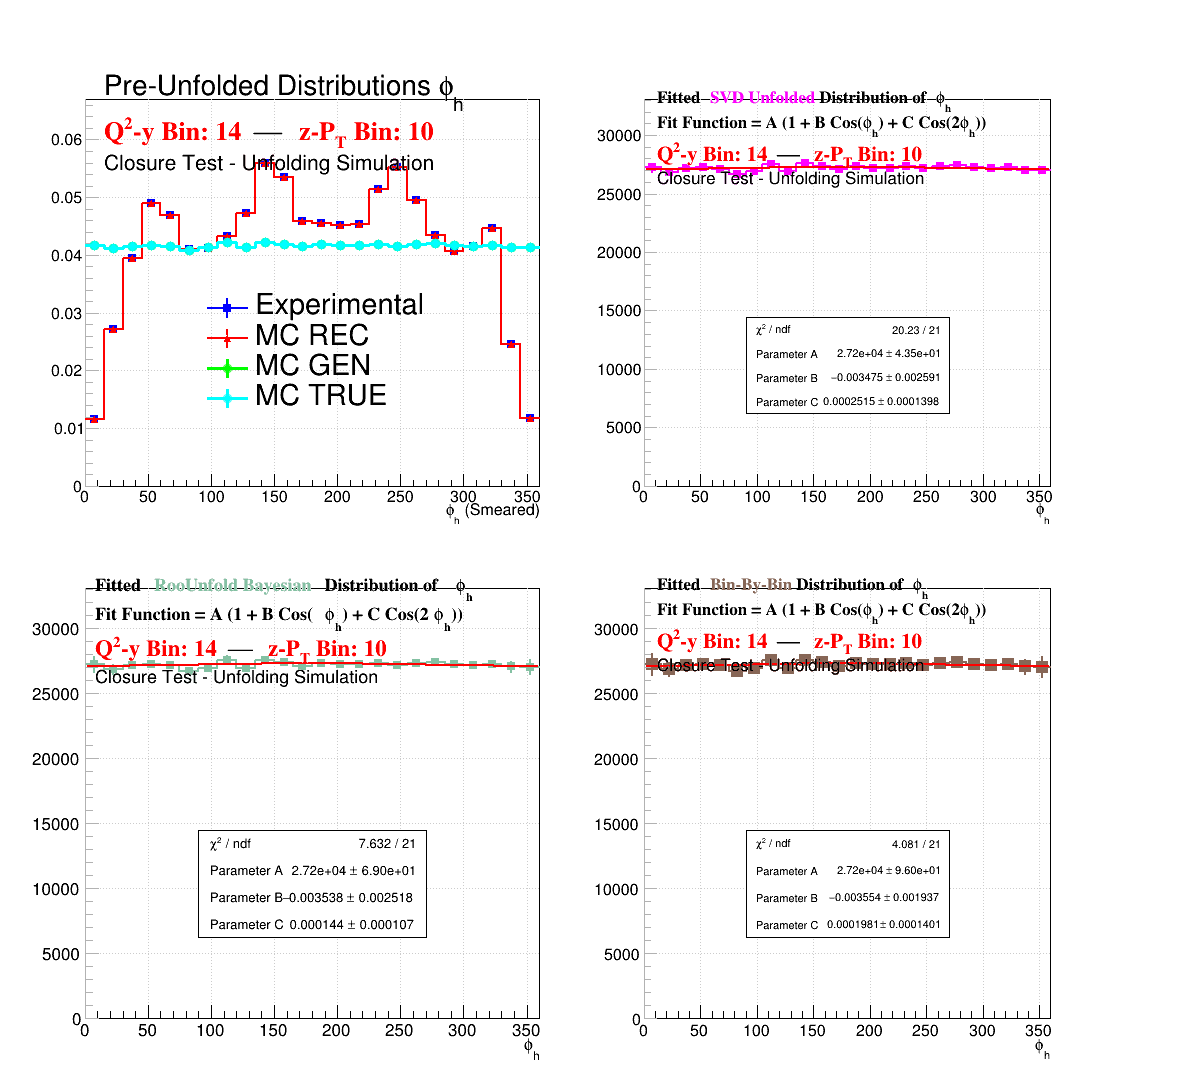 Pre-Unfolded Distributions ϕh
Q²-y Bin: 14 — z-PT Bin: 10
Closure Test - Unfolding Simulation
0.06
0.05
0.04
0.03
0.02
0.01
0
Experimental
MC REC
MC GEN
MC TRUE
0 50 100 150 200 250 300 350
ϕh (Smeared)
Fitted SVD Unfolded Distribution of ϕh
Fit Function = A (1 + B Cos(ϕh) + C Cos(2ϕh))
Q²-y Bin: 14 — z-PT Bin: 10
Closure Test - Unfolding Simulation
30000
25000
20000
15000
10000
5000
0
χ² / ndf 20.23 / 21
Parameter A 2.72e+04 ± 4.35e+01
Parameter B −0.003475 ± 0.002591
Parameter C 0.0002515 ± 0.0001398
0 50 100 150 200 250 300 350
ϕh
Fitted RooUnfold Bayesian Distribution of ϕh
Fit Function = A (1 + B Cos( ϕh) + C Cos(2 ϕh))
Q²-y Bin: 14 — z-PT Bin: 10
Closure Test - Unfolding Simulation
30000
25000
20000
15000
10000
5000
0
χ² / ndf 7.632 / 21
Parameter A 2.72e+04 ± 6.90e+01
Parameter B −0.003538 ± 0.002518
Parameter C 0.000144 ± 0.000107
0 50 100 150 200 250 300 350
ϕh
Fitted Bin-By-Bin Distribution of ϕh
Fit Function = A (1 + B Cos(ϕh) + C Cos(2ϕh))
Q²-y Bin: 14 — z-PT Bin: 10
Closure Test - Unfolding Simulation
30000
25000
20000
15000
10000
5000
0
χ² / ndf 4.081 / 21
Parameter A 2.72e+04 ± 9.60e+01
Parameter B −0.003554 ± 0.001937
Parameter C 0.0001981 ± 0.0001401
0 50 100 150 200 250 300 350
ϕh